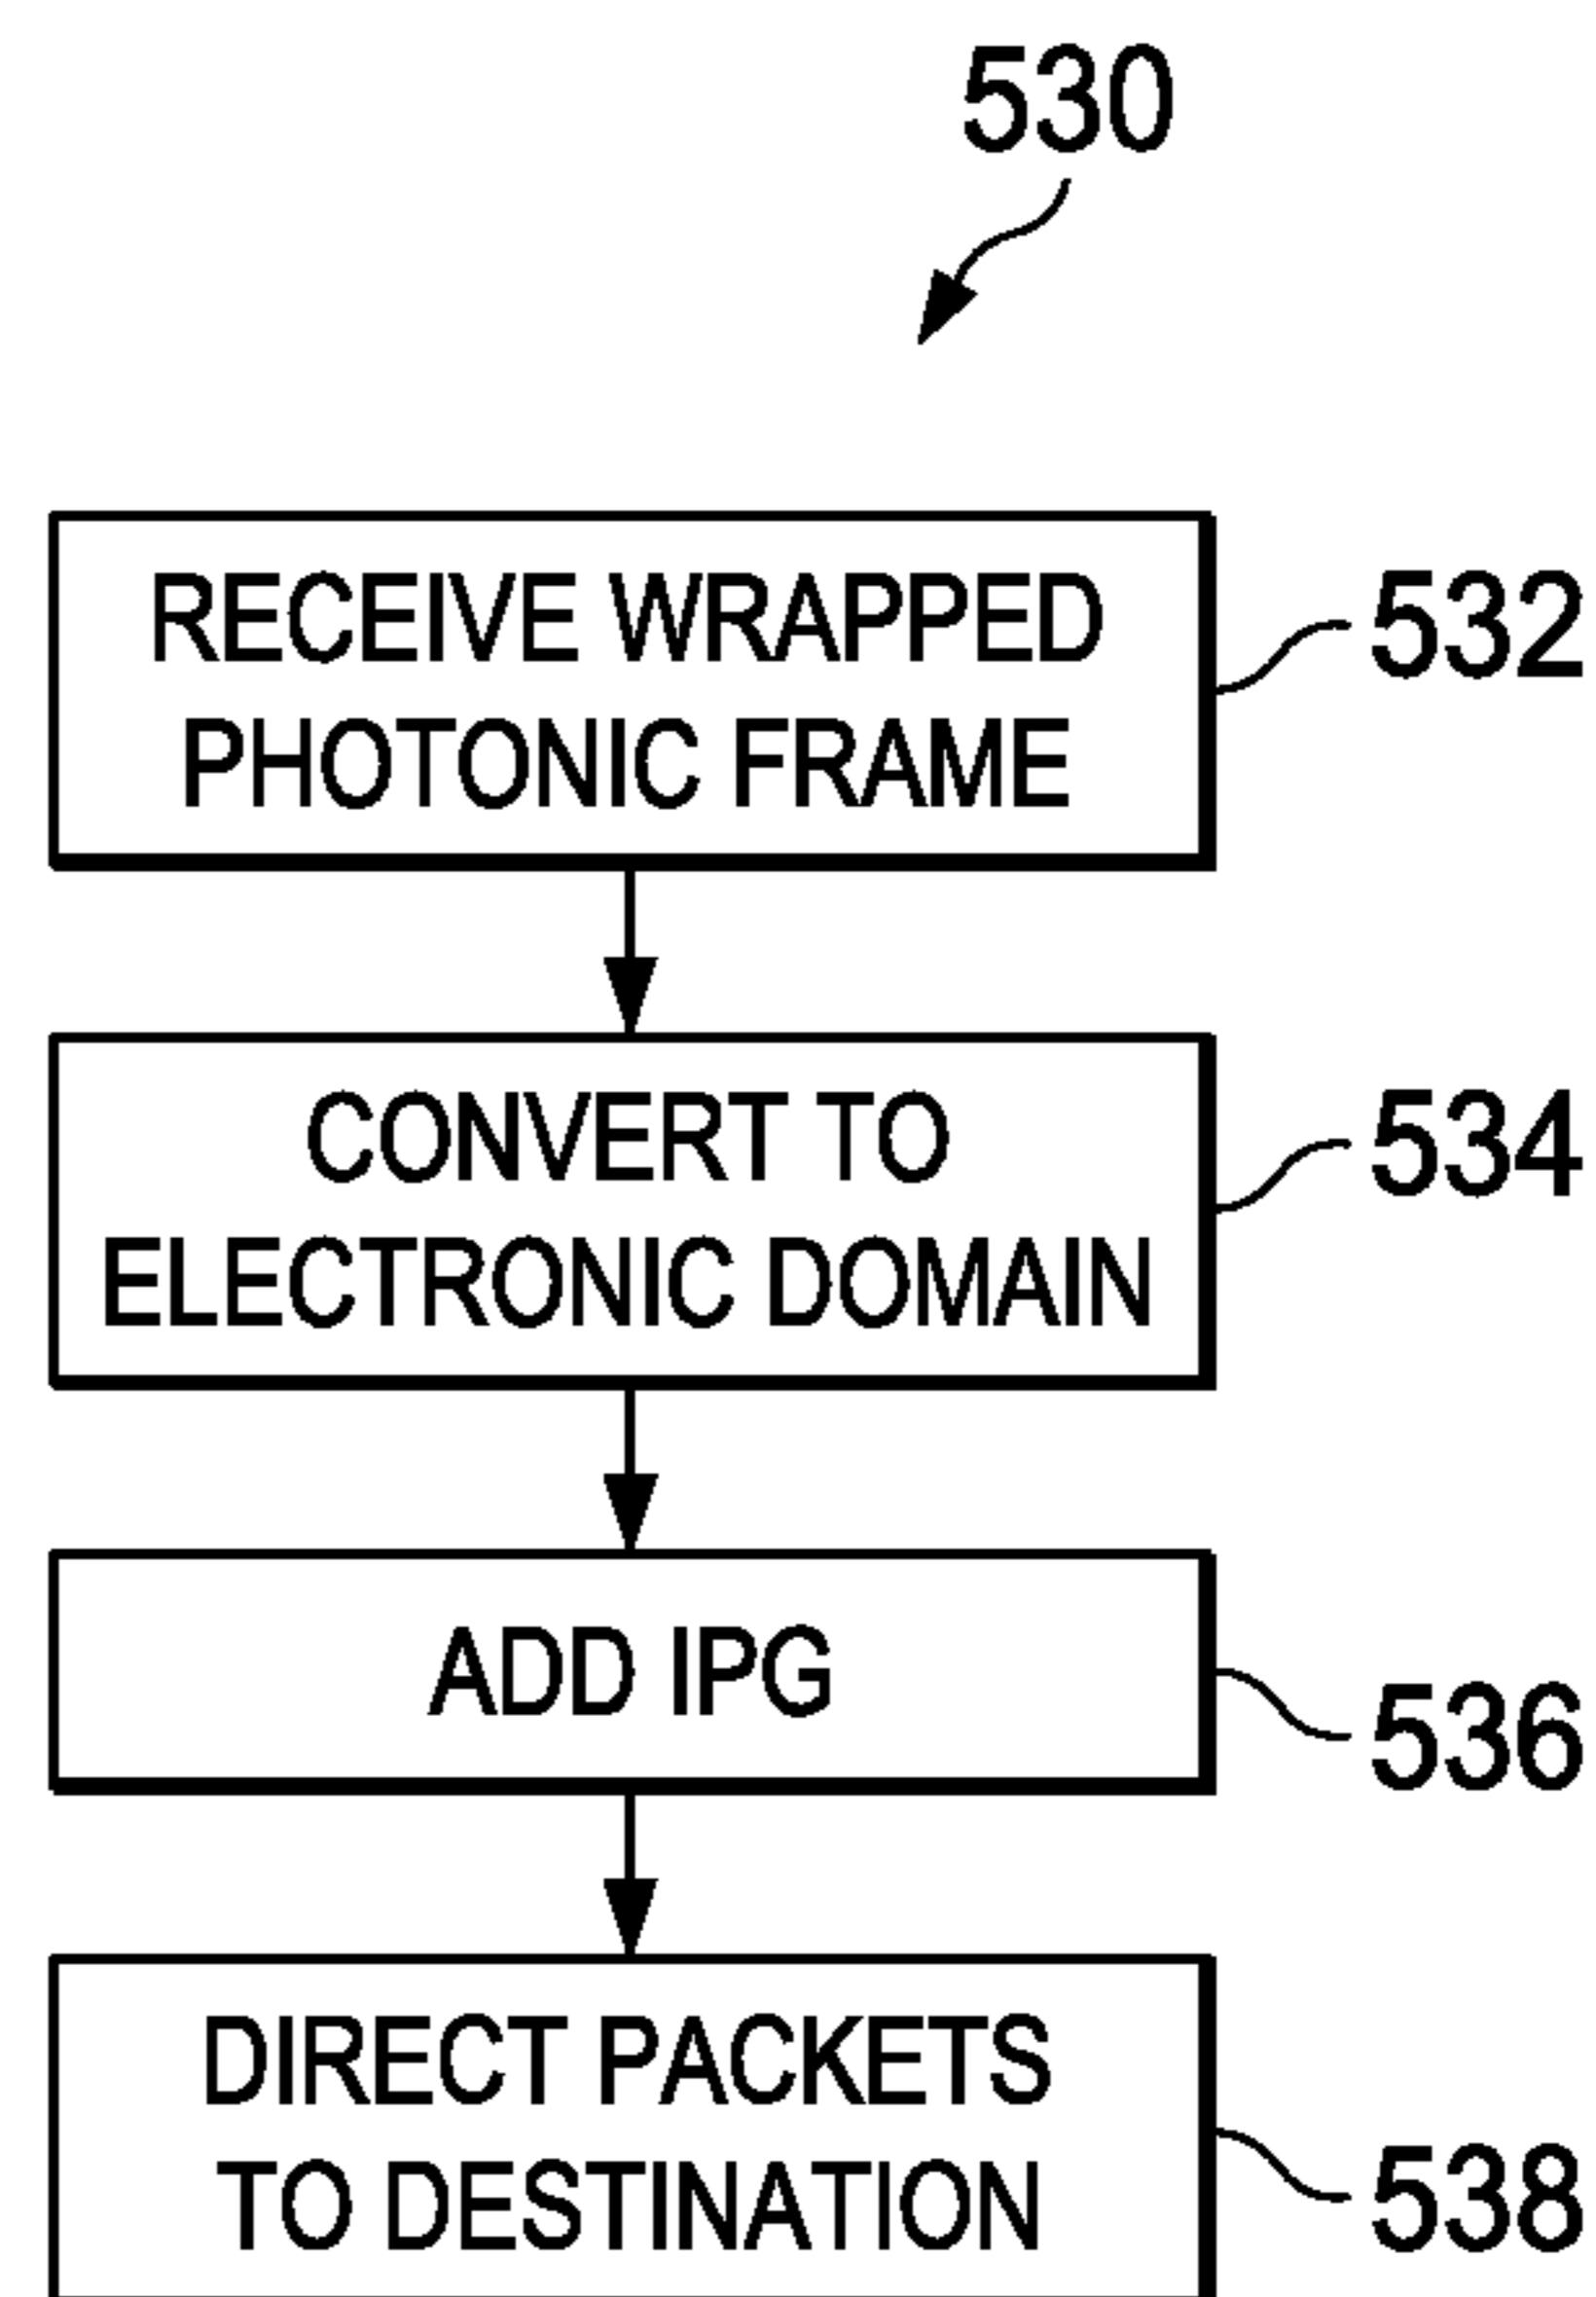 530
RECEIVE WRAPPED
PHOTONIC FRAME
532
CONVERT TO
ELECTRONIC DOMAIN
534
ADD IPG
536
DIRECT PACKETS
TO DESTINATION
538